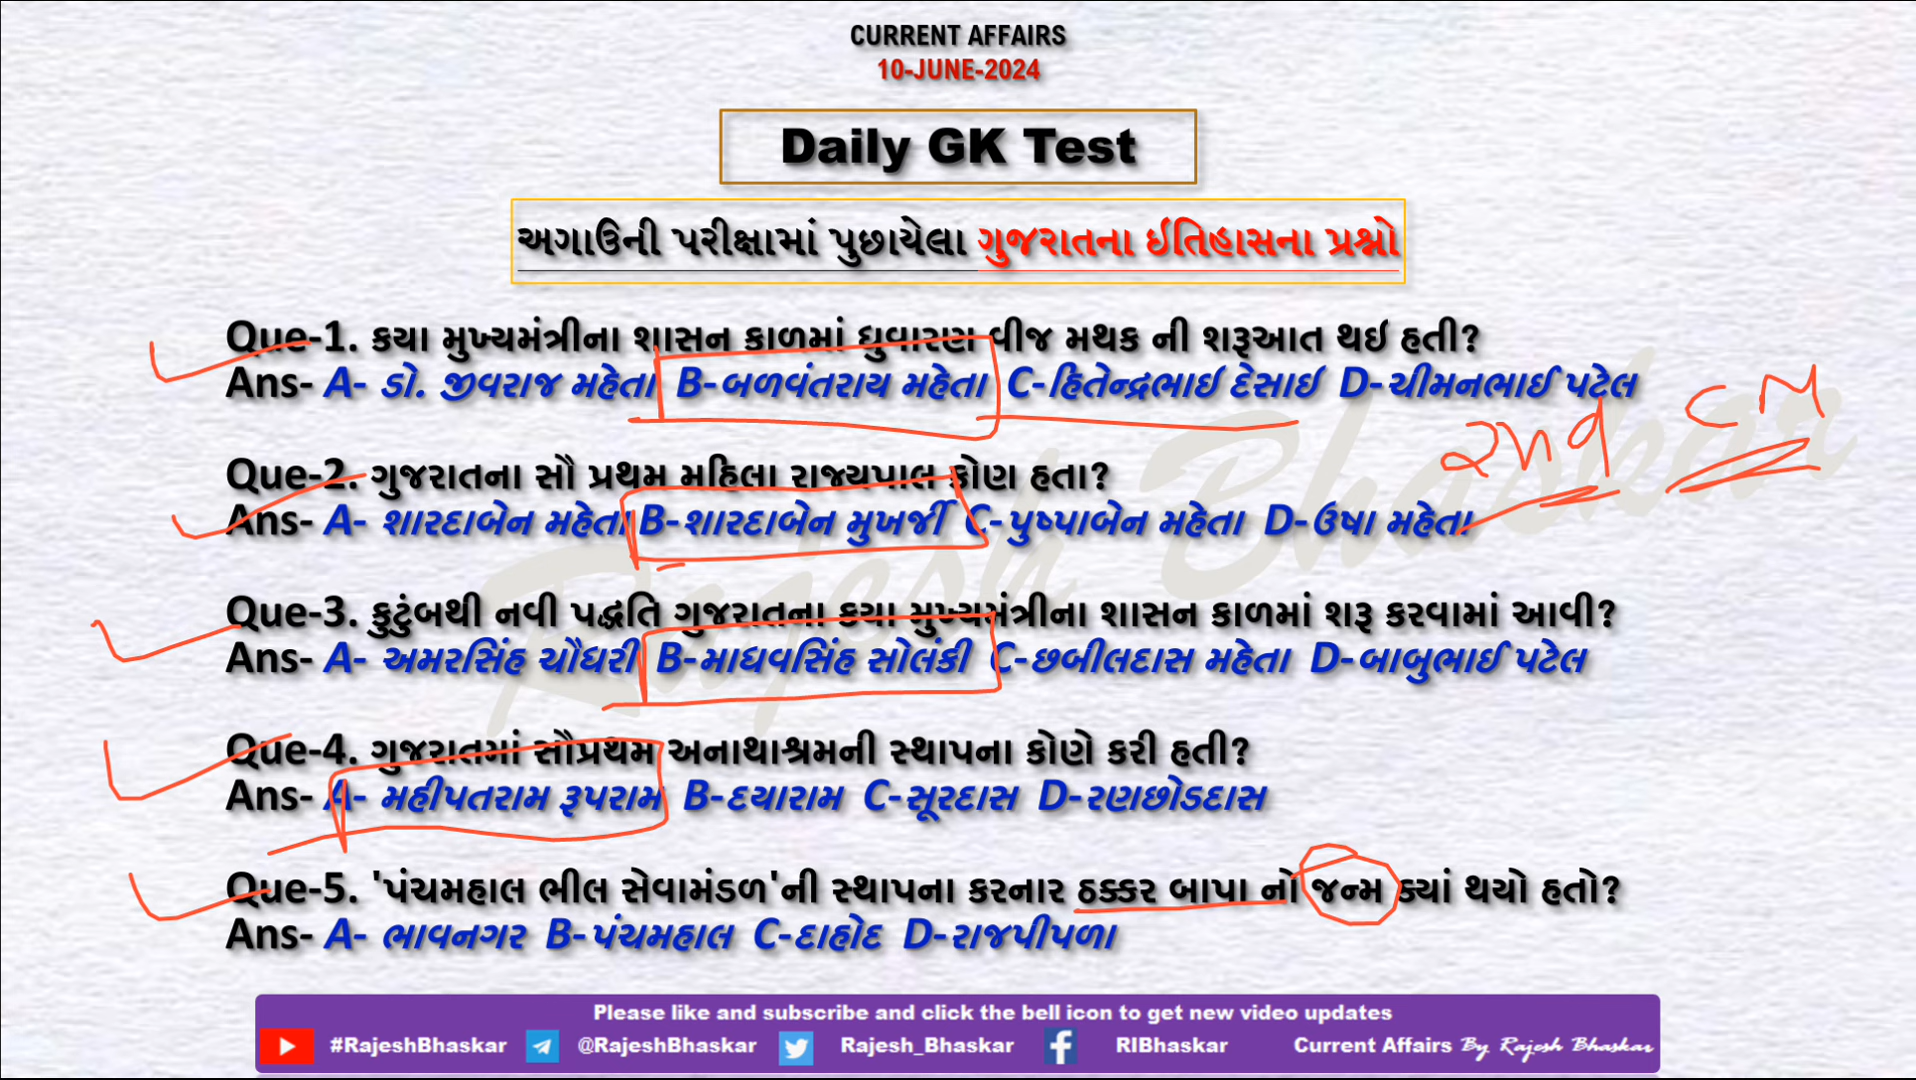 CURRENT AFFAIRS
10-JUNE-2024
Daily GK Test
અગાઉની પરીક્ષામાં પુછાયેલા ગુજરાતના ઈતિહાસના પ્રશ્નો
Que-1. કયા મુખ્યમંત્રીના શાસન કાળમાં ધુવારણ વીજ મથક ની શરૂઆત થઇ હતી?
Ans- A- ડો. જીવરાજ મહેતા B-બળવંતરાય મહેતા C-હિતેન્દ્રભાઇ દેસાઇ D-ચીમનભાઈ પટેલ
2nd CM
Que-2. ગુજરાતના સૌ પ્રથમ મહિલા રાજ્યપાલ કોણ હતા?
Ans- A- શારદાબેન મહેતા B-શારદાબેન મુખર્જી C-પુષ્પાબેન મહેતા D-ઉષા મહેતા
Que-3. કુટુંબથી નવી પદ્ધતિ ગુજરાતના કયા મુખ્યમંત્રીના શાસન કાળમાં શરૂ કરવામાં આવી?
Ans- A- અમરસિંહ ચૌધરી B-માધવસિંહ સોલંકી C-છબીલદાસ મહેતા D-બાબુભાઈ પટેલ
Que-4. ગુજરાતમાં સૌપ્રથમ અનાથાશ્રમની સ્થાપના કોણે કરી હતી?
Ans- A- મહીપતરામ રૂપરામ B-દયારામ C-સૂરદાસ D-રણછોડદાસ
Que-5. 'પંચમહાલ ભીલ સેવામંડળ'ની સ્થાપના કરનાર ઠક્કર બાપા નો જન્મ ક્યાં થયો હતો?
Ans- A- ભાવનગર B-પંચમહાલ C-દાહોદ D-રાજપીપળા
Rajesh Bhaskar
Please like and subscribe and click the bell icon to get new video updates
#RajeshBhaskar @RajeshBhaskar Rajesh_Bhaskar RIBhaskar Current Affairs By Rajesh Bhaskar